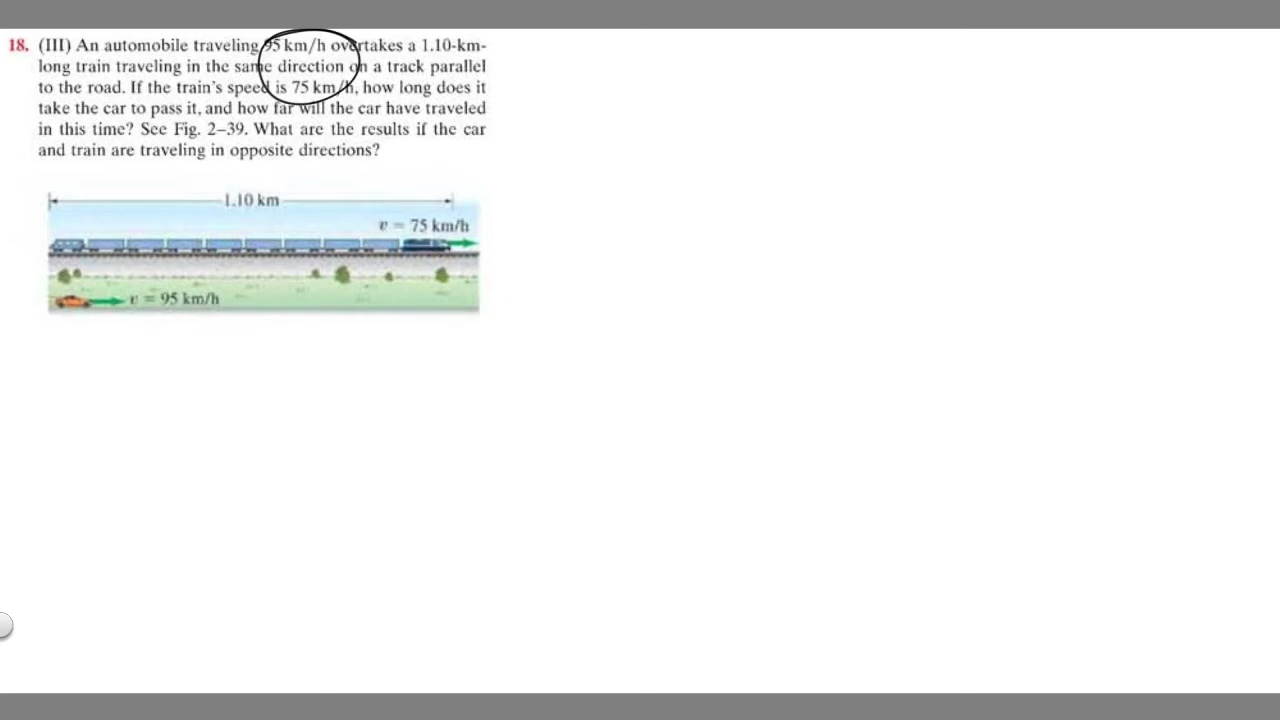 18. (III) An automobile traveling 95 km/h overtakes a 1.10-km-
long train traveling in the same direction on a track parallel
to the road. If the train's speed is 75 km/h, how long does it
take the car to pass it, and how far will the car have traveled
in this time? See Fig. 2–39. What are the results if the car
and train are traveling in opposite directions?
1.10 km
v = 75 km/h
v = 95 km/h